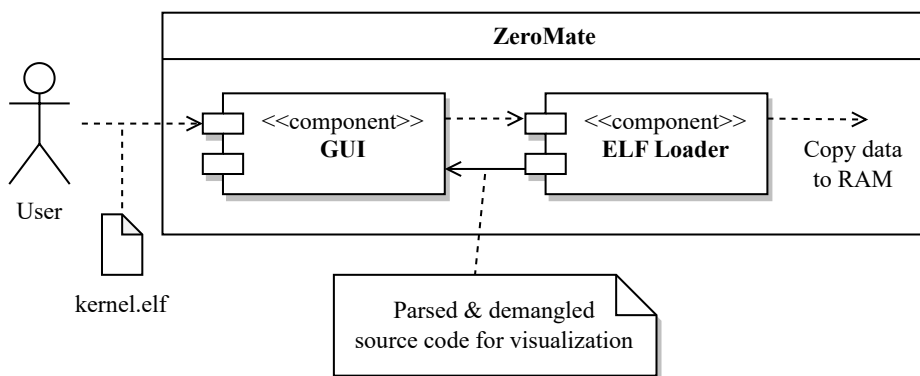 ZeroMate
<<component>>
GUI
<<component>>
ELF Loader
Copy data
to RAM
User
kernel.elf
Parsed & demangled
source code for visualization